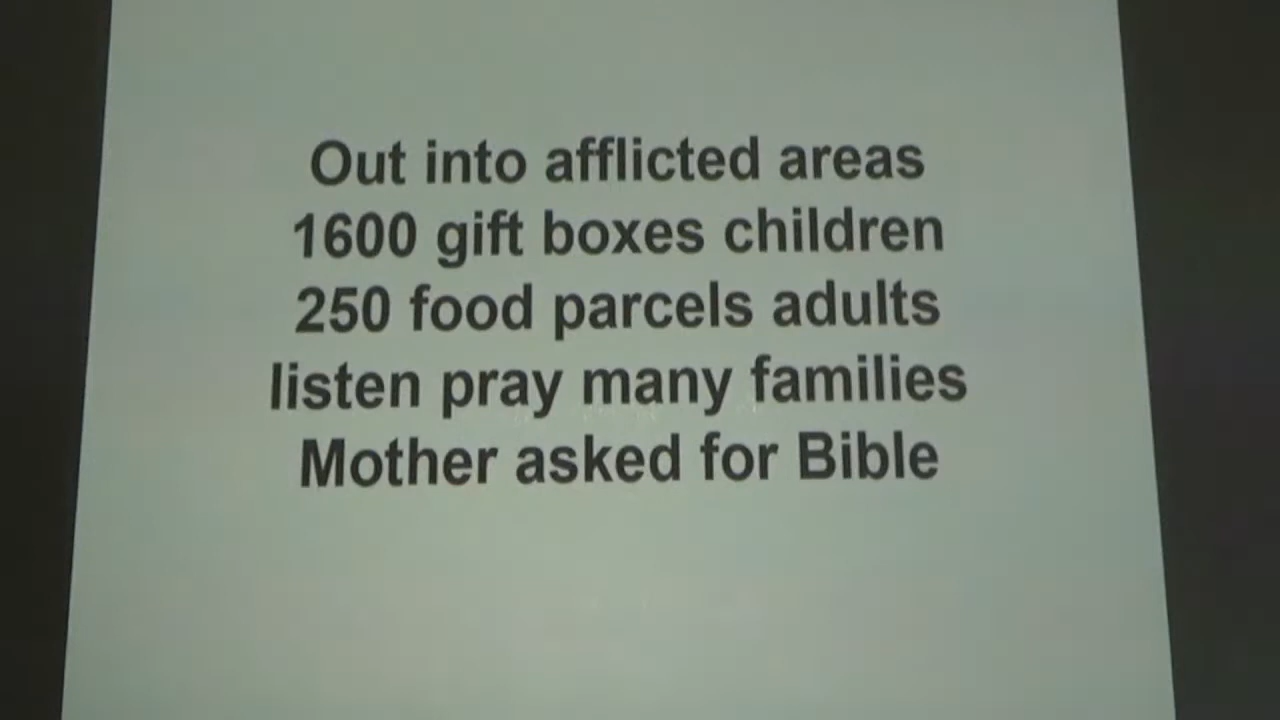 Out into afflicted areas
1600 gift boxes children
250 food parcels adults
listen pray many families
Mother asked for Bible